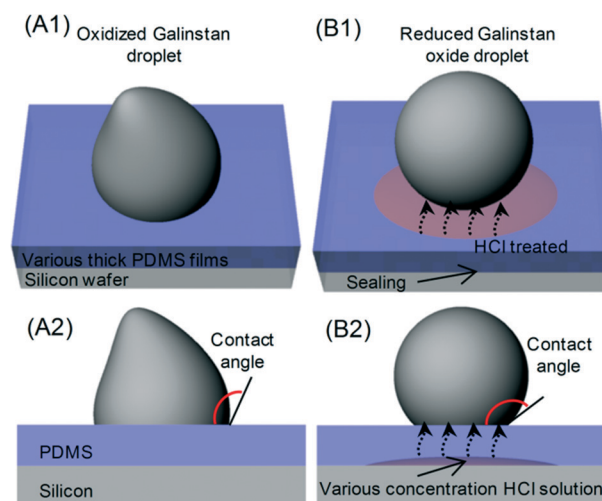 (A1)
Oxidized Galinstan
droplet
Various thick PDMS films
Silicon wafer
(B1)
Reduced Galinstan
oxide droplet
HCl treated
Sealing
(A2)
Contact
angle
PDMS
Silicon
(B2)
Contact
angle
Various concentration HCl solution